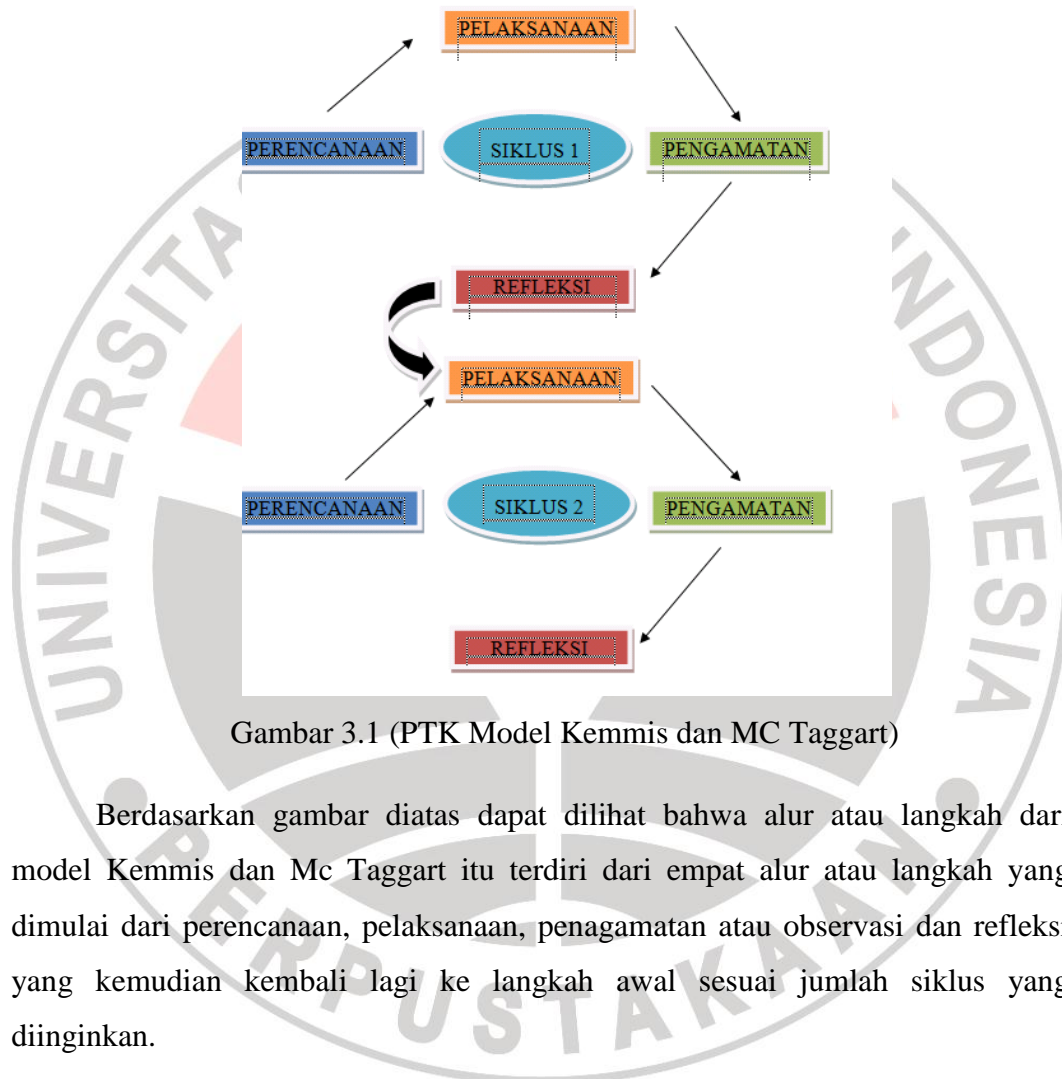 PELAKSANAAN
PERENCANAAN SIKLUS 1 PENGAMATAN
REFLEKSI
PELAKSANAAN
PERENCANAAN SIKLUS 2 PENGAMATAN
REFLEKSI
Gambar 3.1 (PTK Model Kemmis dan MC Taggart)
Berdasarkan gambar diatas dapat dilihat bahwa alur atau langkah dari
model Kemmis dan Mc Taggart itu terdiri dari empat alur atau langkah yang
dimulai dari perencanaan, pelaksanaan, penagamatan atau observasi dan refleksi
yang kemudian kembali lagi ke langkah awal sesuai jumlah siklus yang
diinginkan.
INDONESIA
PERPUSTAKAAN